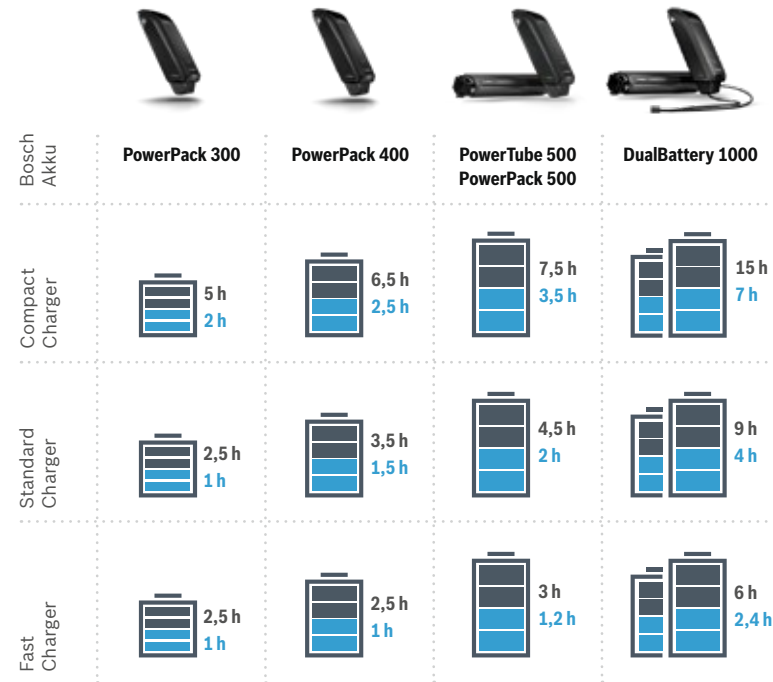 Bosch
Akku
PowerPack 300
PowerPack 400
PowerTube 500
PowerPack 500
DualBattery 1000
Compact
Charger
5 h
2 h
6,5 h
2,5 h
7,5 h
3,5 h
15 h
7 h
Standard
Charger
2,5 h
1 h
3,5 h
1,5 h
4,5 h
2 h
9 h
4 h
Fast
Charger
2,5 h
1 h
2,5 h
1 h
3 h
1,2 h
6 h
2,4 h